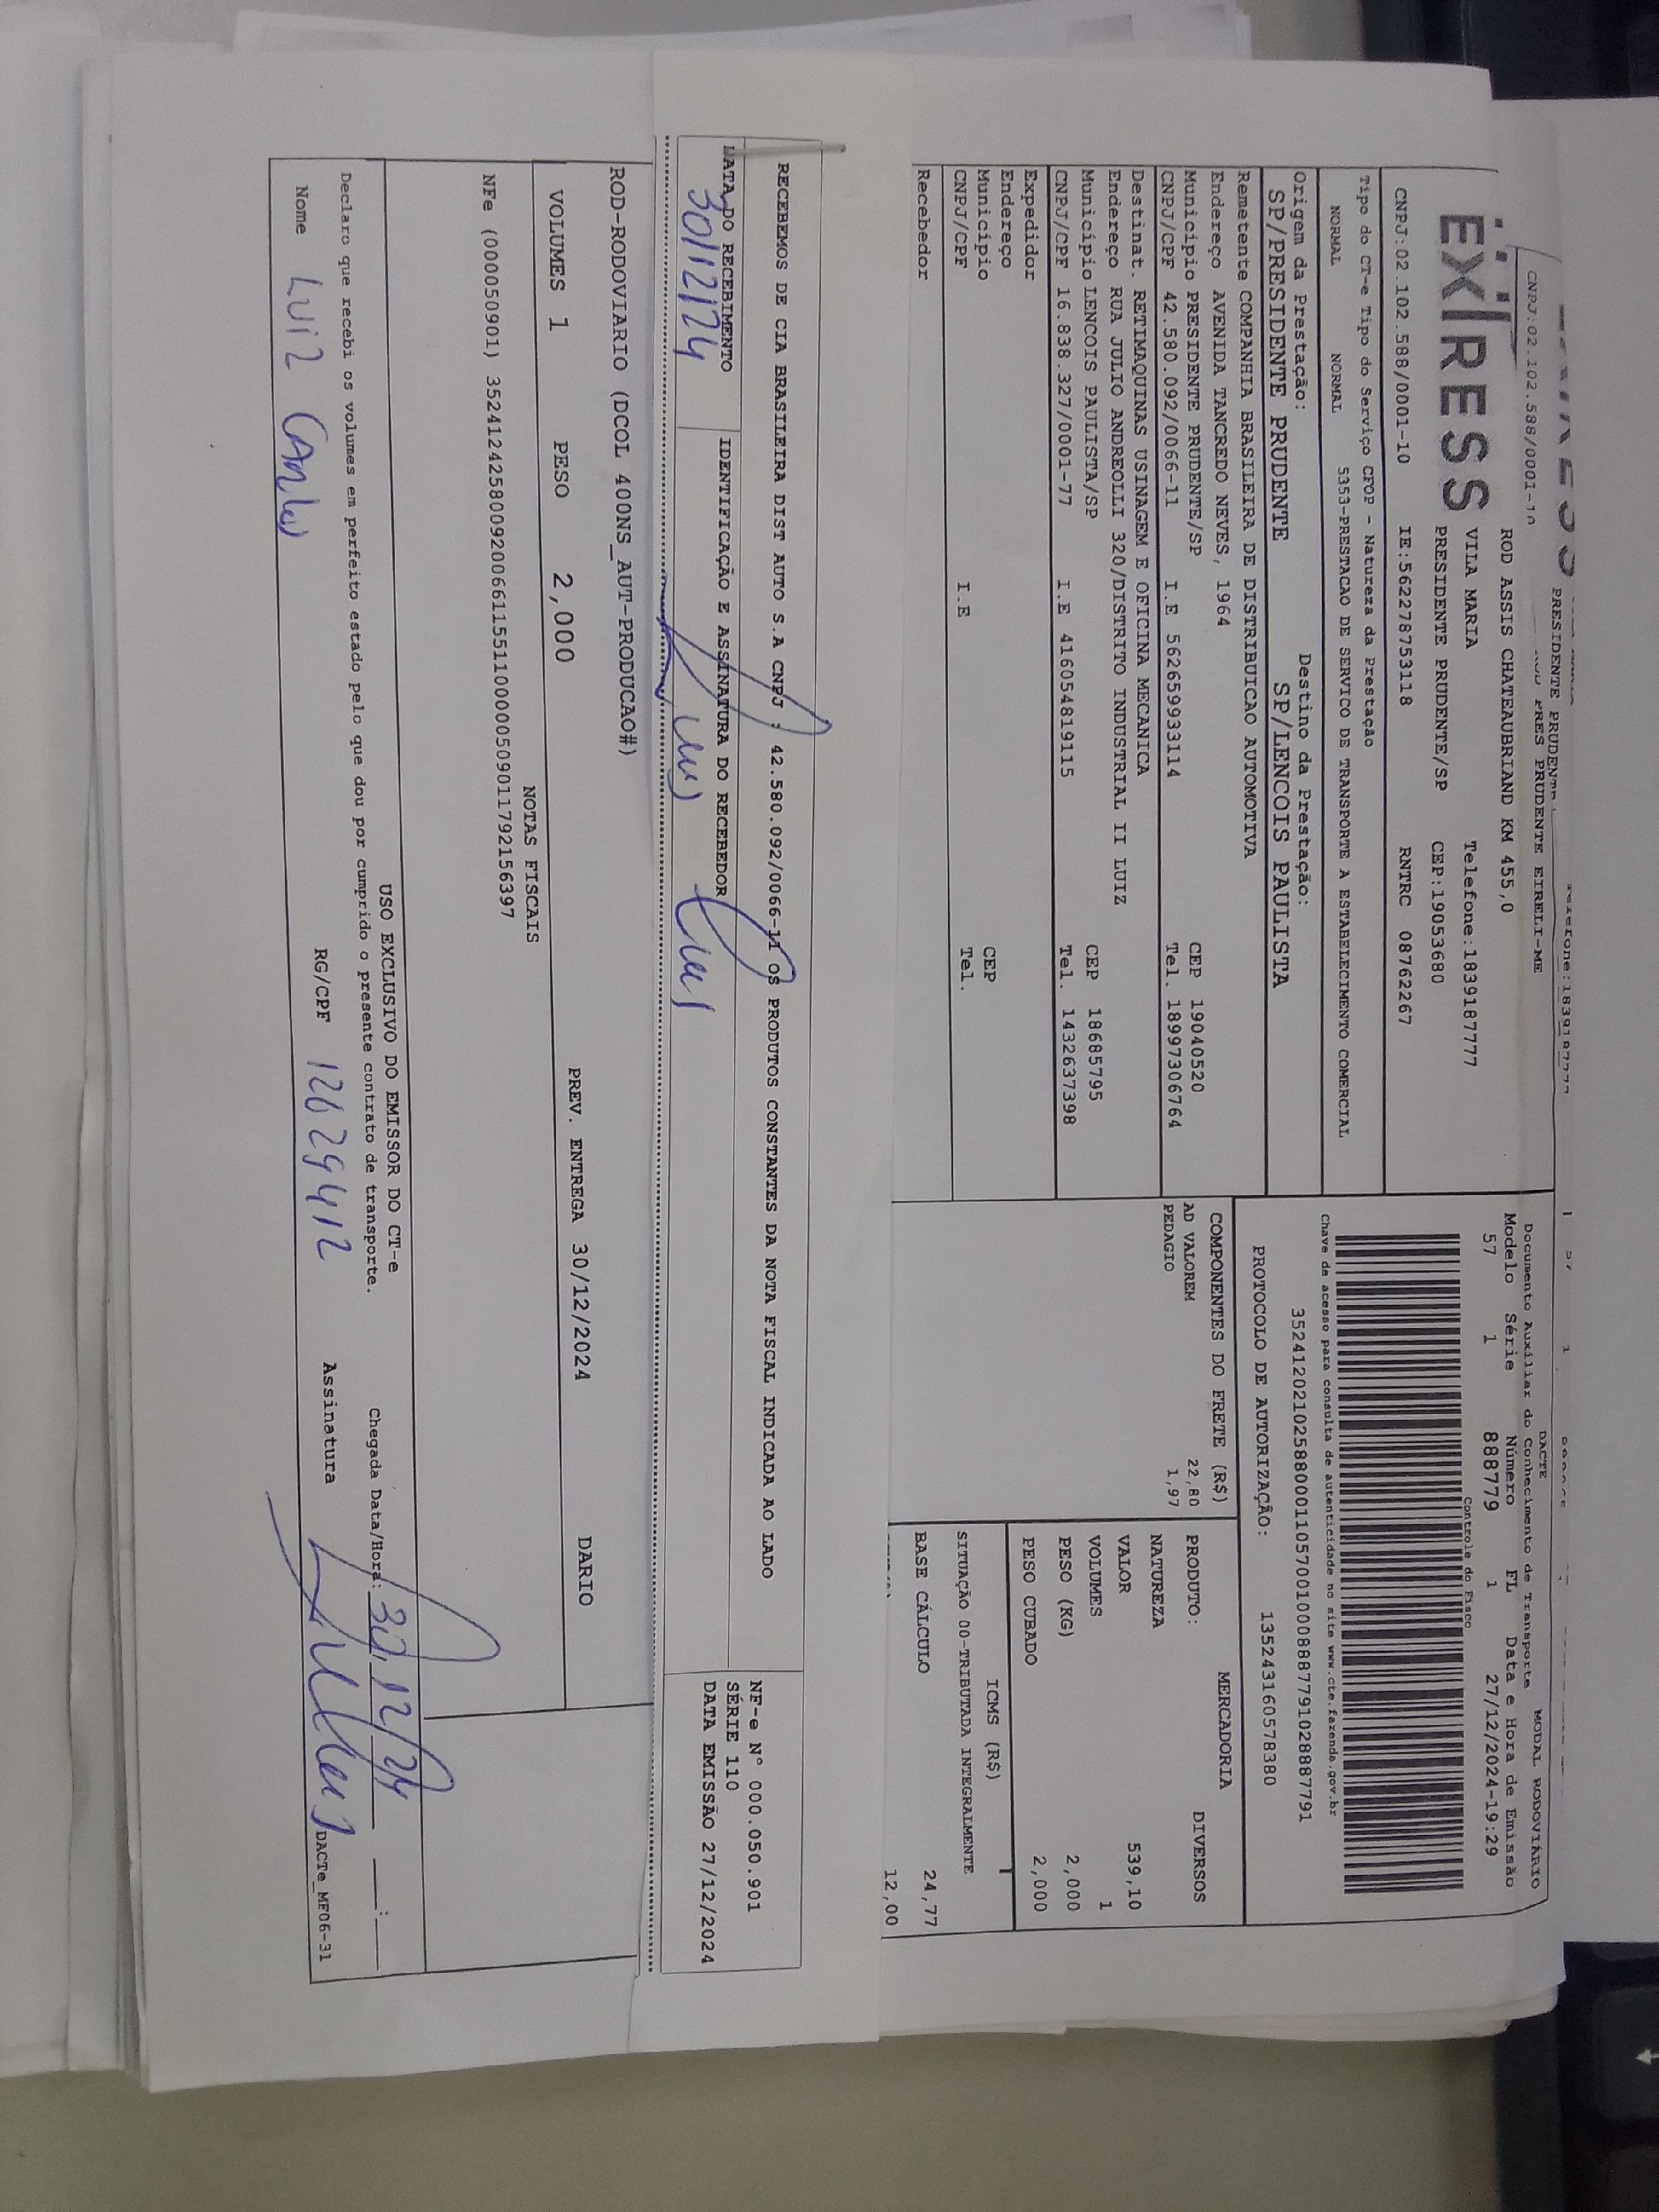 CNPJ:02.102.588/0001-10
PRESIDENTE PRUDENTE
PRES PRUDENTE EIRELI-ME
EXPRESS
ROD ASSIS CHATEAUBRIAND KM 455,0
VILA MARIA Telefone:1839187777
PRESIDENTE PRUDENTE/SP CEP:19053680
CNPJ:02.102.588/0001-10 IE:562278753118 RNTRC 08762267
DACTE MODAL RODOVIÁRIO
Documento Auxiliar do Conhecimento de Transporte
Modelo Série Número FL Data e Hora de Emissão
57 1 888779 1 27/12/2024-19:29
Controle do Fisco
Chave de acesso para consulta de autenticidade no site www.cte.fazenda.gov.br
35241202102588000110570010008887791028887791
PROTOCOLO DE AUTORIZAÇÃO: 135243160578380
Tipo do CT-e Tipo do Serviço CFOP - Natureza da Prestação
NORMAL NORMAL 5353-PRESTACAO DE SERVICO DE TRANSPORTE A ESTABELECIMENTO COMERCIAL
Origem da Prestação: Destino da Prestação:
SP/PRESIDENTE PRUDENTE SP/LENCOIS PAULISTA
Remetente COMPANHIA BRASILEIRA DE DISTRIBUICAO AUTOMOTIVA
Endereço AVENIDA TANCREDO NEVES, 1964
Município PRESIDENTE PRUDENTE/SP CEP 19040520
CNPJ/CPF 42.580.092/0066-11 I.E 562659933114 Tel. 18997306764
Destinat. RETIMAQUINAS USINAGEM E OFICINA MECANICA
Endereço RUA JULIO ANDREOLLI 320/DISTRITO INDUSTRIAL II LUIZ
Município LENCOIS PAULISTA/SP CEP 18685795
CNPJ/CPF 16.838.327/0001-77 I.E 416054819115 Tel. 1432637398
Expedidor
Endereço
Município CEP
CNPJ/CPF I.E Tel.
Recebedor
COMPONENTES DO FRETE (R$)
AD VALOREM 22,80
PEDAGIO 1,97
MERCADORIA
PRODUTO: DIVERSOS
NATUREZA
VALOR 539,10
VOLUMES 1
PESO (KG) 2,000
PESO CUBADO 2,000
ICMS (R$)
SITUAÇÃO 00-TRIBUTADA INTEGRALMENTE
BASE CÁLCULO 24,77
12,00
RECEBEMOS DE CIA BRASILEIRA DIST AUTO S.A CNPJ : 42.580.092/0066-11 OS PRODUTOS CONSTANTES DA NOTA FISCAL INDICADA AO LADO
DATA DO RECEBIMENTO IDENTIFICAÇÃO E ASSINATURA DO RECEBEDOR
30/12/24
NF-e N° 000.050.901
SÉRIE 110
DATA EMISSÃO 27/12/2024
ROD-RODOVIARIO (DCOL 400NS_AUT-PRODUCAO#)
VOLUMES 1 PESO 2,000 PREV. ENTREGA 30/12/2024 DARIO
NOTAS FISCAIS
NFe (000050901) 35241242580092006611551100000509011792156397
USO EXCLUSIVO DO EMISSOR DO CT-e
Declaro que recebi os volumes em perfeito estado pelo que dou por cumprido o presente contrato de transporte.
Chegada Data/Hora: 30/12/24 __:__
Nome Luiz Carlos RG/CPF 12629412 Assinatura
DACTe_MF06-31